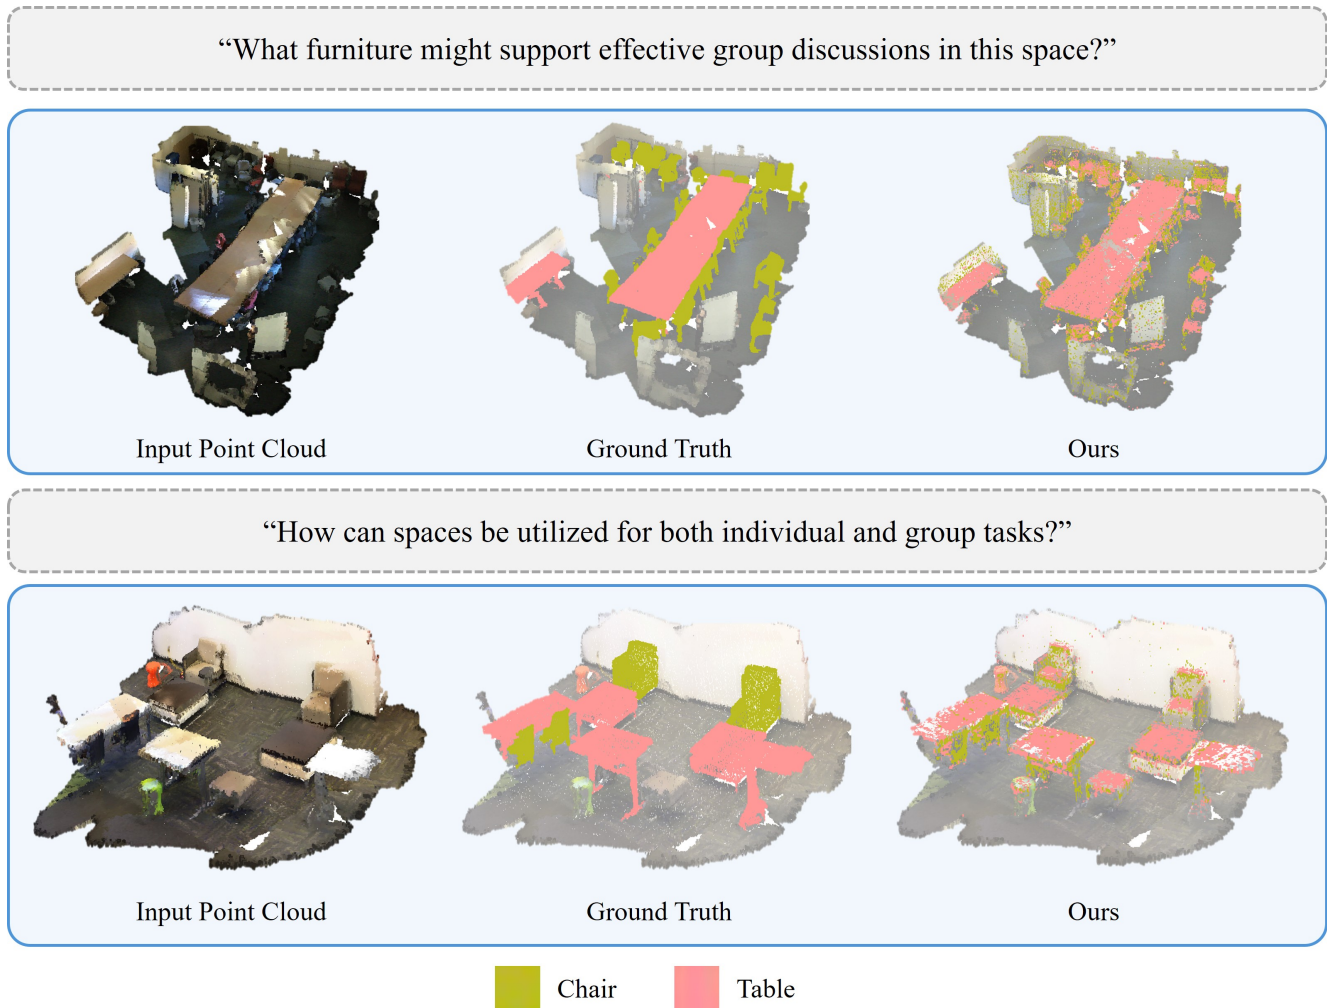 “What furniture might support effective group discussions in this space?”
Input Point Cloud
Ground Truth
Ours
“How can spaces be utilized for both individual and group tasks?”
Input Point Cloud
Ground Truth
Ours
Chair
Table